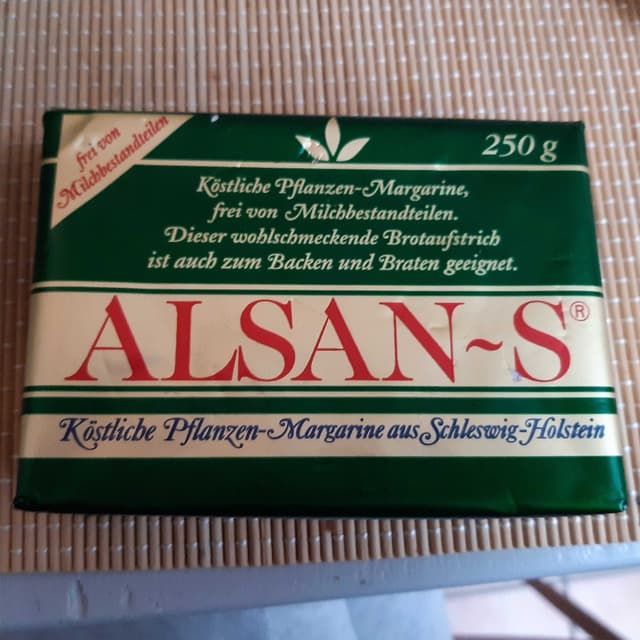 frei von
Milchbestandteilen
250 g
Köstliche Pflanzen-Margarine,
frei von Milchbestandteilen.
Dieser wohlschmeckende Brotaufstrich
ist auch zum Backen und Braten geeignet.
ALSAN-S®
Köstliche Pflanzen-Margarine aus Schleswig-Holstein